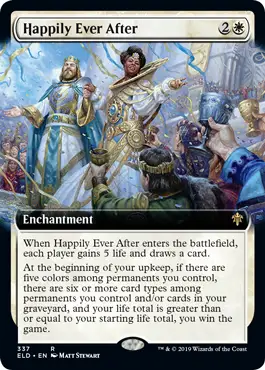 Happily Ever After 2
Enchantment
When Happily Ever After enters the battlefield,
each player gains 5 life and draws a card.
At the beginning of your upkeep, if there are
five colors among permanents you control,
there are six or more card types among
permanents you control and/or cards in your
graveyard, and your life total is greater than
or equal to your starting life total, you win the
game.
337 R
ELD • EN MATT STEWART
™ & © 2019 Wizards of the Coast